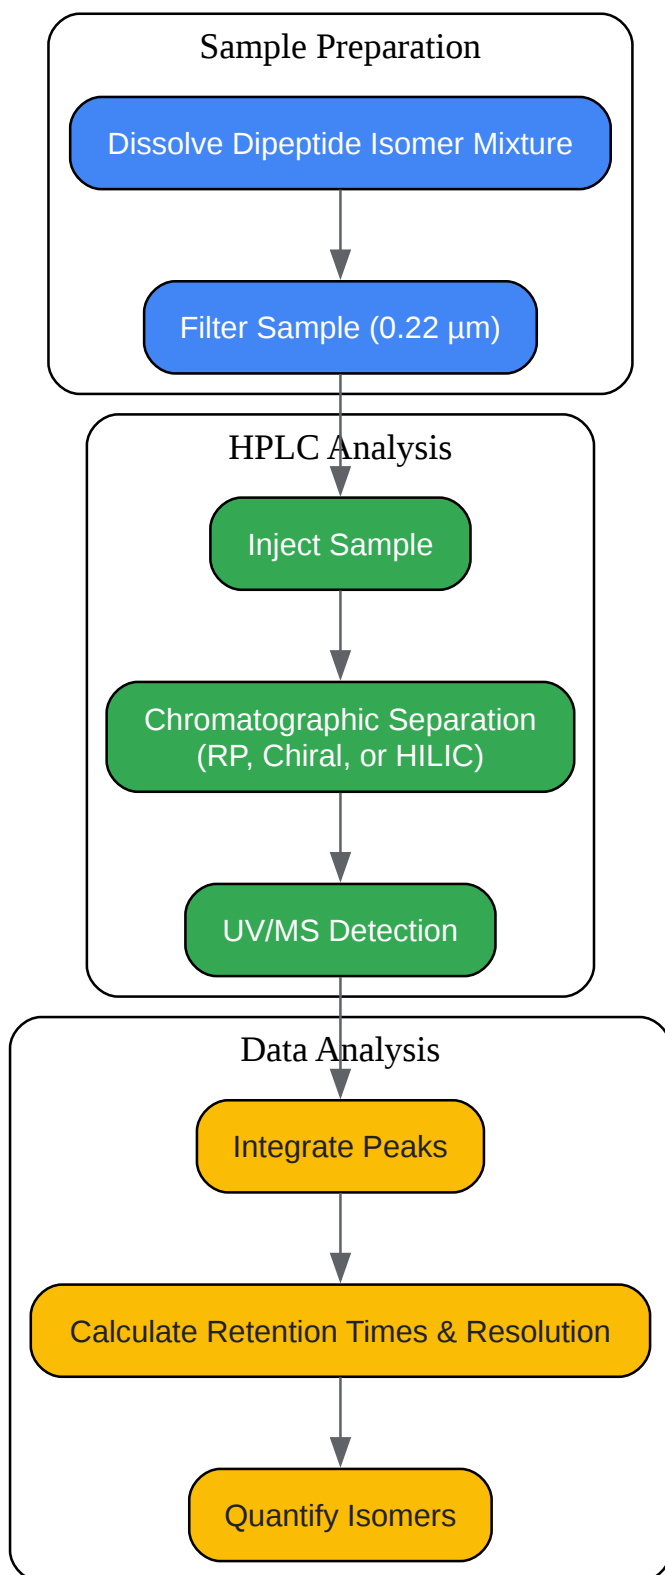 Sample Preparation
Dissolve Dipeptide Isomer Mixture
Filter Sample (0.22 µm)
HPLC Analysis
Inject Sample
Chromatographic Separation
(RP, Chiral, or HILIC)
UV/MS Detection
Data Analysis
Integrate Peaks
Calculate Retention Times & Resolution
Quantify Isomers